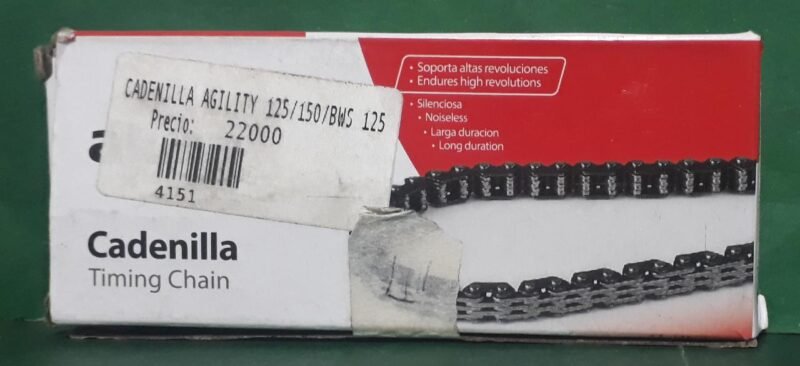 CADENILLA AGILITY 125/150/BWS 125
Precio: 22000
4151
• Soporta altas revoluciones
• Endures high revolutions
• Silenciosa
• Noiseless
• Larga duracion
• Long duration
Cadenilla
Timing Chain